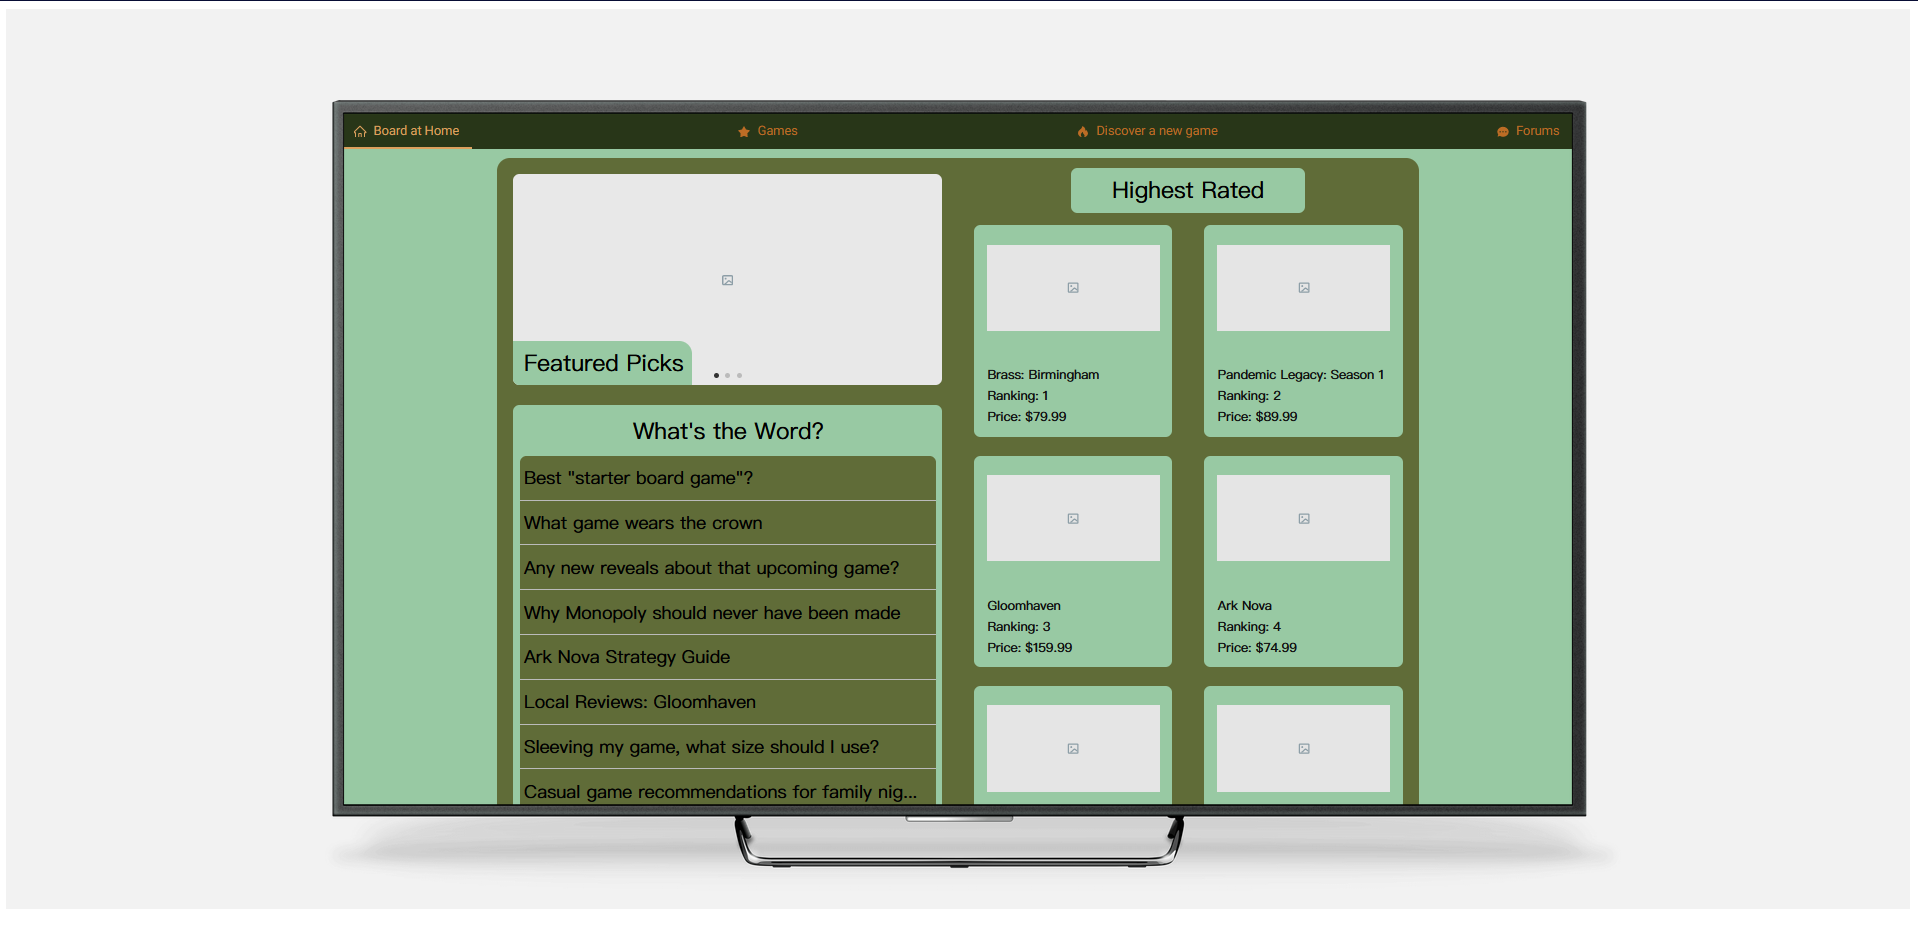 Board at Home
Games
Discover a new game
Forums
Featured Picks
What's the Word?
Best "starter board game"?
What game wears the crown
Any new reveals about that upcoming game?
Why Monopoly should never have been made
Ark Nova Strategy Guide
Local Reviews: Gloomhaven
Sleeving my game, what size should I use?
Casual game recommendations for family nig...
Highest Rated
Brass: Birmingham
Ranking: 1
Price: $79.99
Pandemic Legacy: Season 1
Ranking: 2
Price: $89.99
Gloomhaven
Ranking: 3
Price: $159.99
Ark Nova
Ranking: 4
Price: $74.99